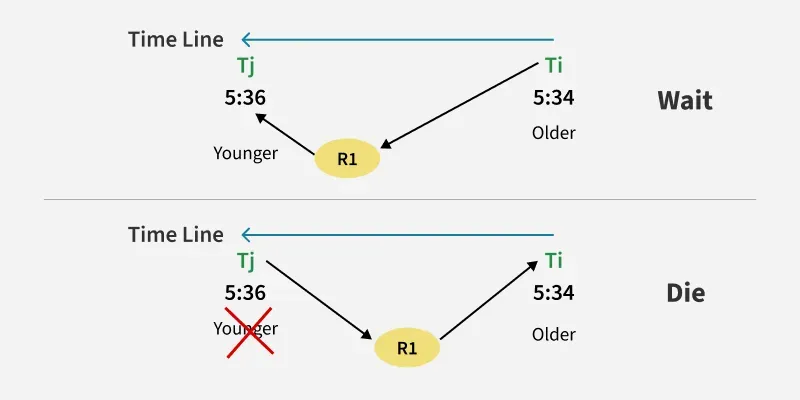 Time Line
Tj Ti
5:36 5:34 Wait
Older
Younger R1
Time Line
Tj Ti
5:36 5:34 Die
Younger Older
R1